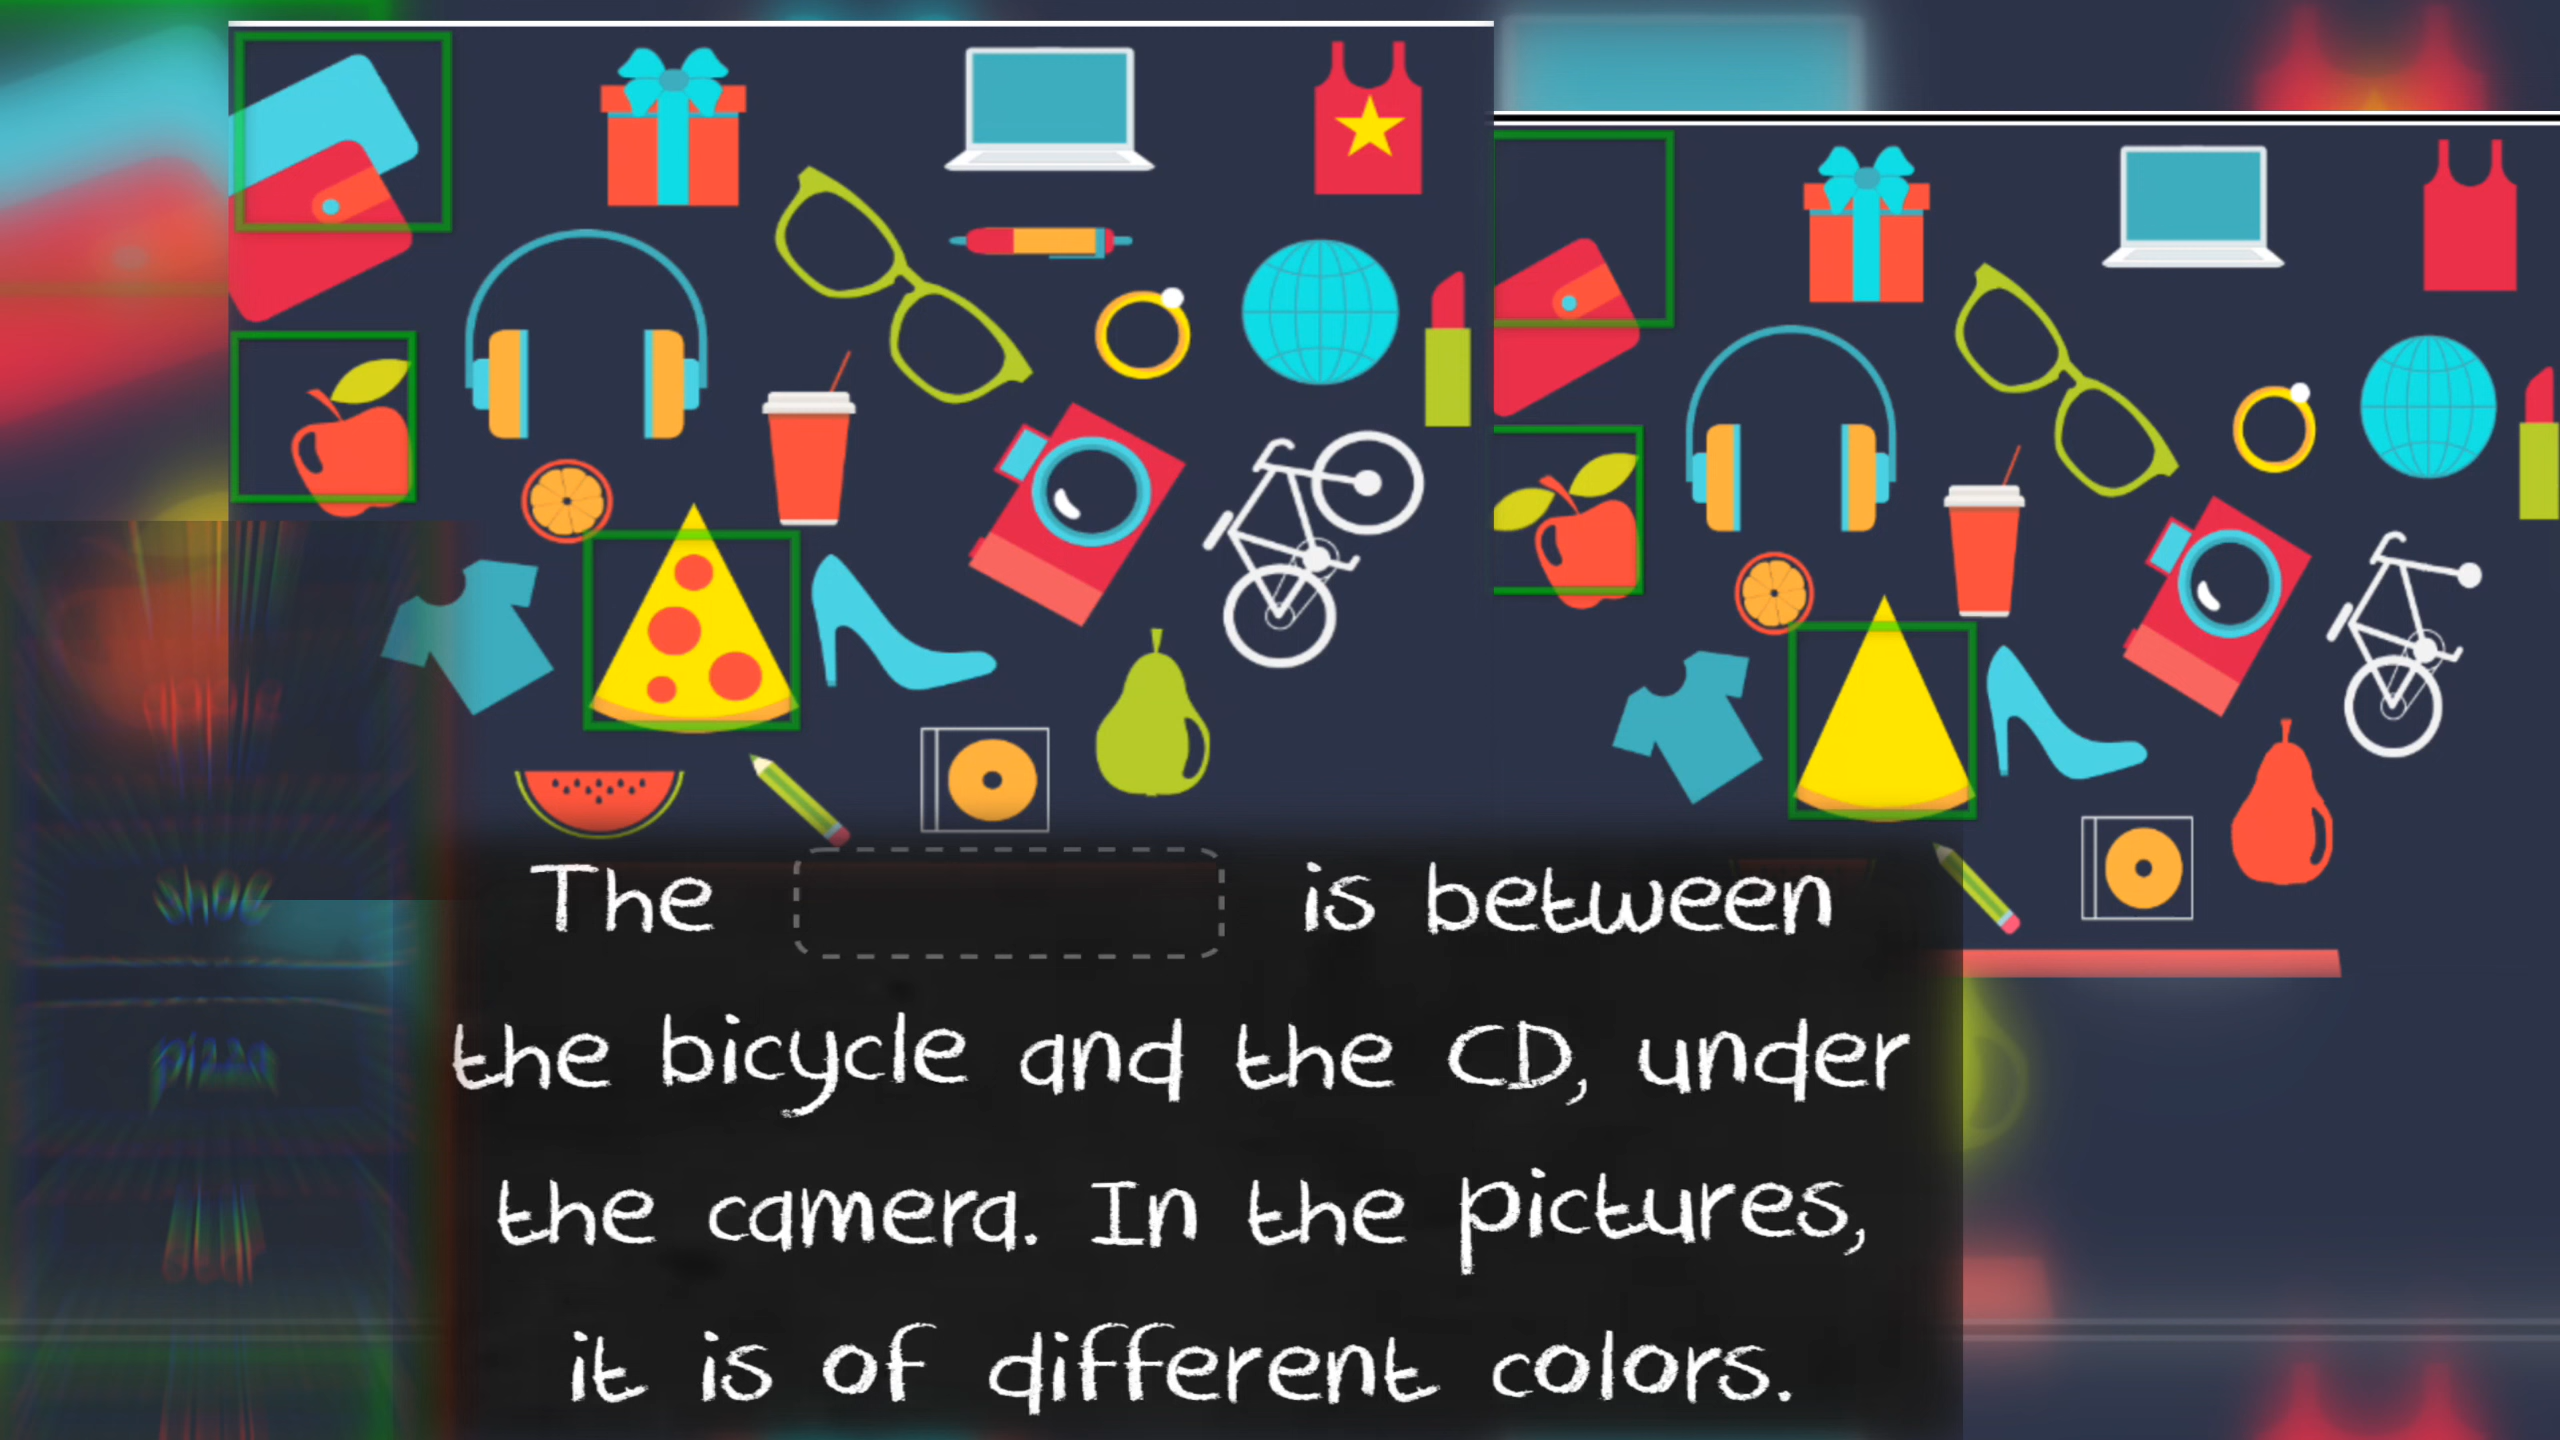 The is between
the bicycle and the CD, under
the camera. In the pictures,
it is of different colors.
shoe
pizza